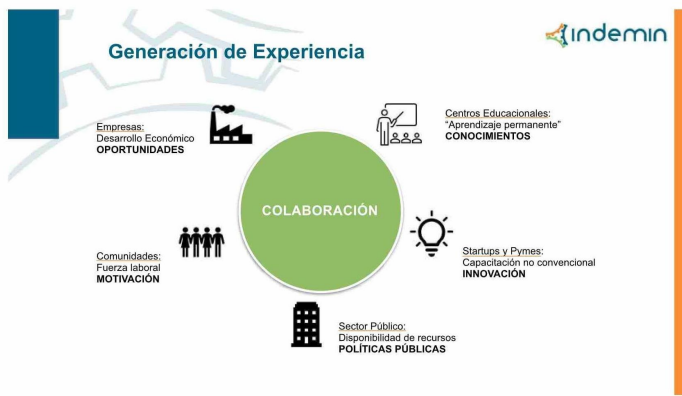 indemin
Generación de Experiencia
Empresas:
Desarrollo Económico
OPORTUNIDADES
Centros Educacionales:
“Aprendizaje permanente”
CONOCIMIENTOS
COLABORACIÓN
Comunidades:
Fuerza laboral
MOTIVACIÓN
Startups y Pymes:
Capacitación no convencional
INNOVACIÓN
Sector Público:
Disponibilidad de recursos
POLÍTICAS PÚBLICAS